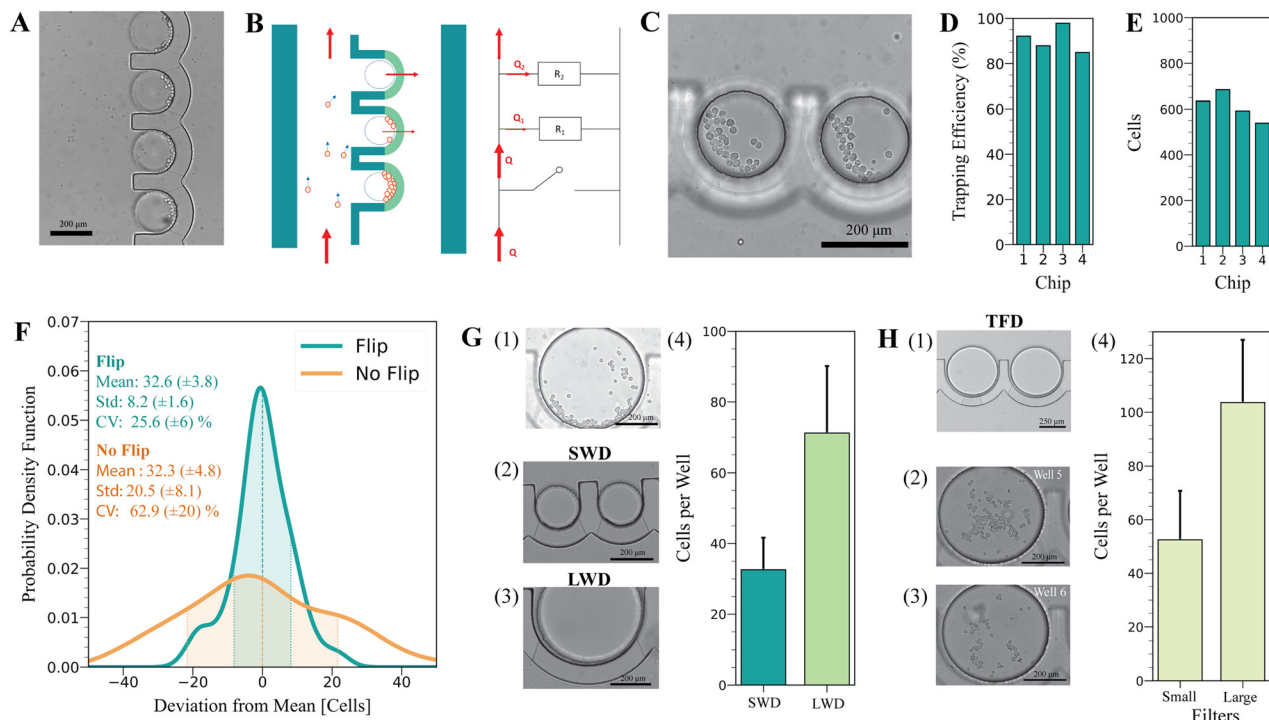 A
200 µm
B
Q₂
R₂
Q₁
R₁
Q
Q
C
200 µm
D
Trapping Efficiency (%)
100
80
60
40
20
0
1 2 3 4
Chip
E
Cells
1000
800
600
400
200
0
1 2 3 4
Chip
F
Probability Density Function
0.07
0.06
0.05
0.04
0.03
0.02
0.01
0.00
Flip
Mean: 32.6 (±3.8)
Std: 8.2 (±1.6)
CV: 25.6 (±6) %
No Flip
Mean : 32.3 (±4.8)
Std: 20.5 (±8.1)
CV: 62.9 (±20) %
Flip
No Flip
−40 −20 0 20 40
Deviation from Mean [Cells]
G
(1)
200 µm
SWD
(2)
200 µm
LWD
(3)
200 µm
(4)
Cells per Well
100
80
60
40
20
0
SWD LWD
H
TFD
(1)
250 µm
(2)
Well 5
200 µm
(3)
Well 6
200 µm
(4)
Cells per Well
120
100
80
60
40
20
0
Small Large
Filters